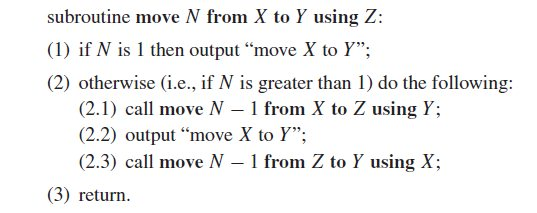 subroutine move N from X to Y using Z:
(1) if N is 1 then output “move X to Y”;
(2) otherwise (i.e., if N is greater than 1) do the following:
(2.1) call move N − 1 from X to Z using Y;
(2.2) output “move X to Y”;
(2.3) call move N − 1 from Z to Y using X;
(3) return.